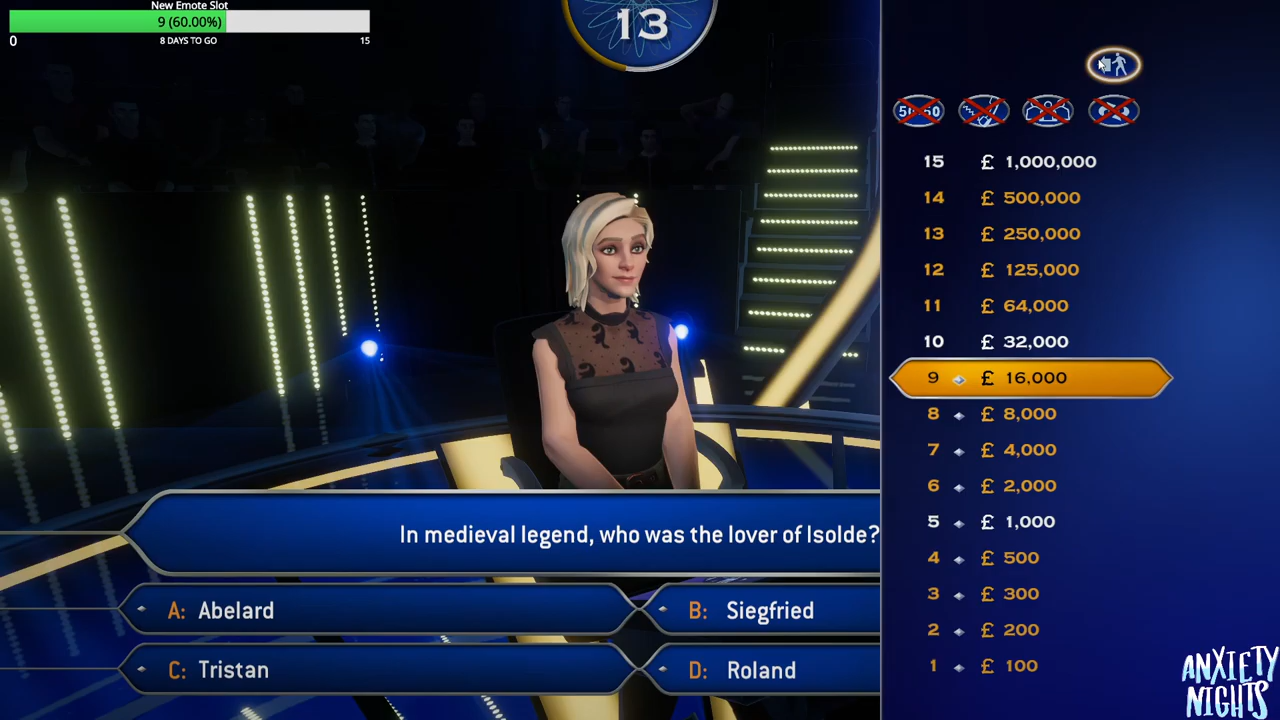 New Emote Slot
9 (60.00%)
0
8 DAYS TO GO
15
13
50:50
15 £ 1,000,000
14 £ 500,000
13 £ 250,000
12 £ 125,000
11 £ 64,000
10 £ 32,000
9 £ 16,000
8 £ 8,000
7 £ 4,000
6 £ 2,000
5 £ 1,000
4 £ 500
3 £ 300
2 £ 200
1 £ 100
In medieval legend, who was the lover of Isolde?
A: Abelard
B: Siegfried
C: Tristan
D: Roland
ANXIETY
NIGHTS